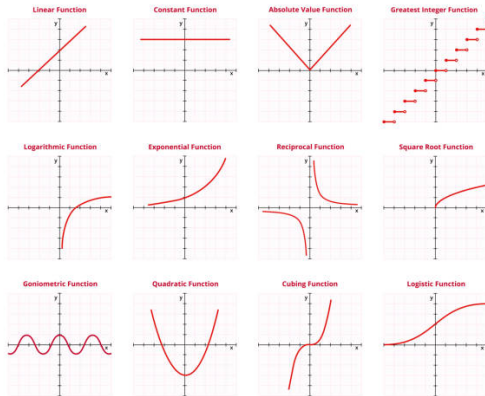 Linear Function
Constant Function
Absolute Value Function
Greatest Integer Function
y
x
y
x
y
x
y
x
Logarithmic Function
Exponential Function
Reciprocal Function
Square Root Function
y
x
y
x
y
x
y
x
Goniometric Function
Quadratic Function
Cubing Function
Logistic Function
y
x
y
x
y
x
y
x